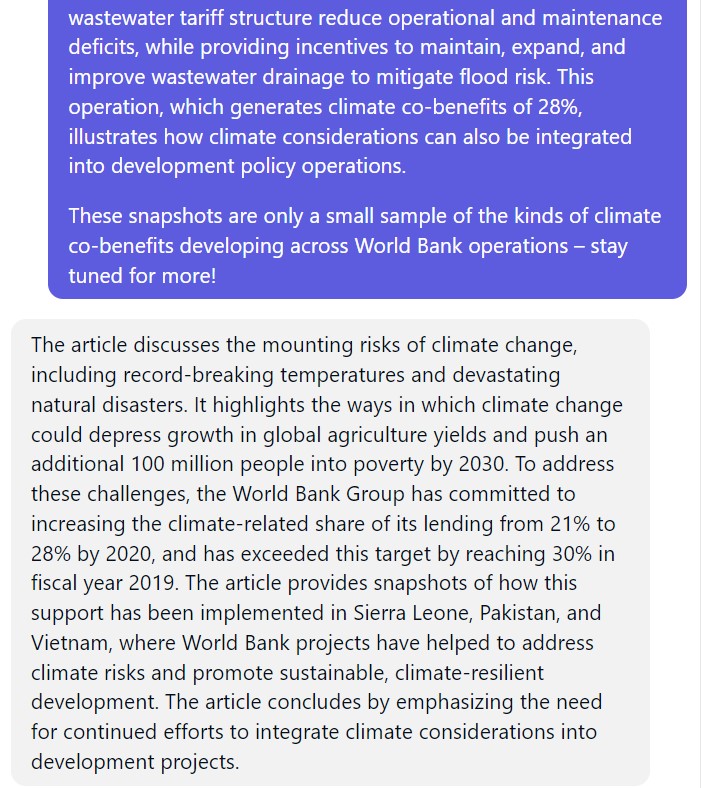 wastewater tariff structure reduce operational and maintenance
deficits, while providing incentives to maintain, expand, and
improve wastewater drainage to mitigate flood risk. This
operation, which generates climate co-benefits of 28%,
illustrates how climate considerations can also be integrated
into development policy operations.
These snapshots are only a small sample of the kinds of climate
co-benefits developing across World Bank operations – stay
tuned for more!
The article discusses the mounting risks of climate change,
including record-breaking temperatures and devastating
natural disasters. It highlights the ways in which climate change
could depress growth in global agriculture yields and push an
additional 100 million people into poverty by 2030. To address
these challenges, the World Bank Group has committed to
increasing the climate-related share of its lending from 21% to
28% by 2020, and has exceeded this target by reaching 30% in
fiscal year 2019. The article provides snapshots of how this
support has been implemented in Sierra Leone, Pakistan, and
Vietnam, where World Bank projects have helped to address
climate risks and promote sustainable, climate-resilient
development. The article concludes by emphasizing the need
for continued efforts to integrate climate considerations into
development projects.